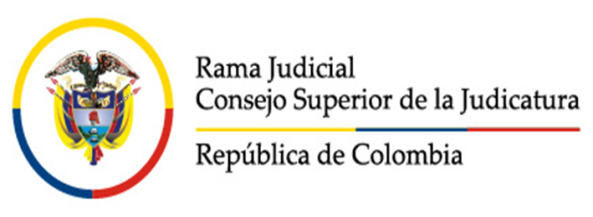 Rama Judicial
Consejo Superior de la Judicatura
República de Colombia